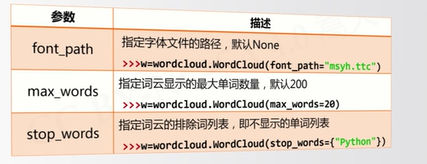 参数 描述
font_path
指定字体文件的路径，默认None
>>>w=wordcloud.WordCloud(font_path="msyh.ttc")
max_words
指定词云显示的最大单词数量，默认200
>>>w=wordcloud.WordCloud(max_words=20)
stop_words
指定词云的排除词列表，即不显示的单词列表
>>>w=wordcloud.WordCloud(stop_words={"Python"})